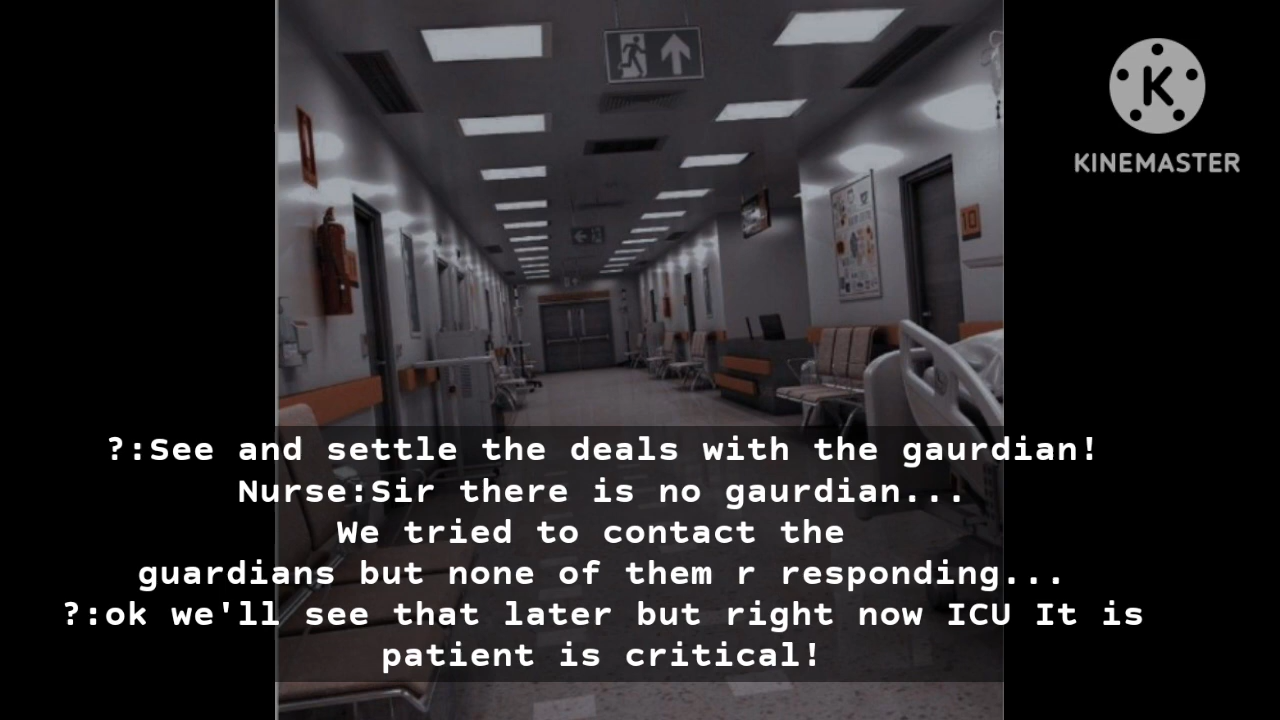 KINEMASTER
10
?:See and settle the deals with the gaurdian!
Nurse:Sir there is no gaurdian...
We tried to contact the
guardians but none of them r responding...
?:ok we'll see that later but right now ICU It is
patient is critical!